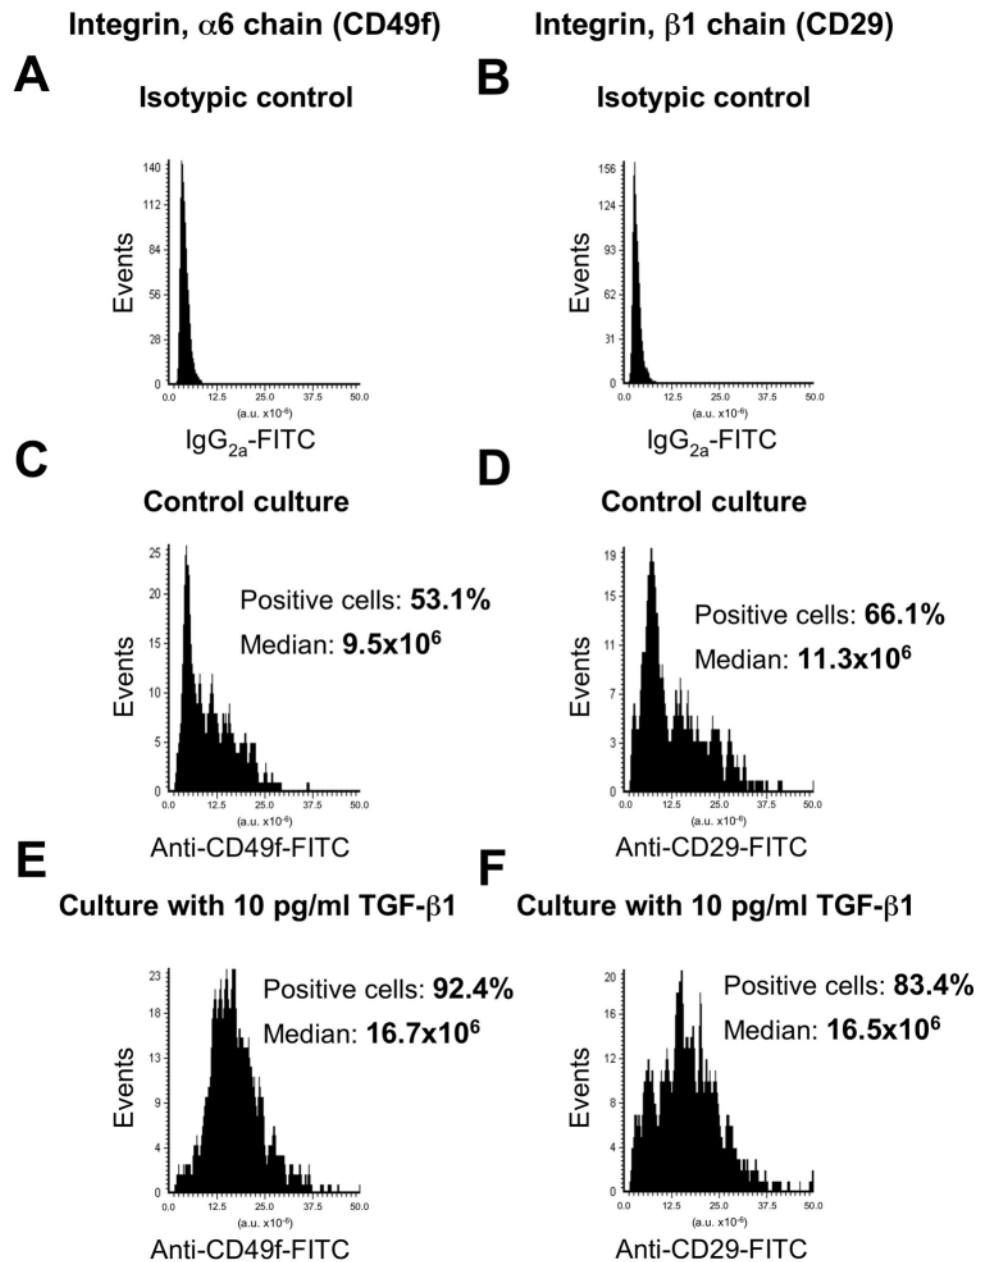 Integrin, α6 chain (CD49f)
Integrin, β1 chain (CD29)
A
Isotypic control
140
112
84
56
28
0
Events
0.0 12.5 25.0 37.5 50.0
(a.u. x10⁻⁶)
IgG₂ₐ-FITC
B
Isotypic control
156
124
93
62
31
0
Events
0.0 12.5 25.0 37.5 50.0
(a.u. x10⁻⁶)
IgG₂ₐ-FITC
C
Control culture
25
20
15
10
5
0
Events
Positive cells: 53.1%
Median: 9.5x10⁶
0.0 12.5 25.0 37.5 50.0
(a.u. x10⁻⁶)
Anti-CD49f-FITC
D
Control culture
19
15
11
7
3
0
Events
Positive cells: 66.1%
Median: 11.3x10⁶
0.0 12.5 25.0 37.5 50.0
(a.u. x10⁻⁶)
Anti-CD29-FITC
E
Culture with 10 pg/ml TGF-β1
23
18
13
9
4
0
Events
Positive cells: 92.4%
Median: 16.7x10⁶
0.0 12.5 25.0 37.5 50.0
(a.u. x10⁻⁶)
Anti-CD49f-FITC
F
Culture with 10 pg/ml TGF-β1
20
16
12
8
4
0
Events
Positive cells: 83.4%
Median: 16.5x10⁶
0.0 12.5 25.0 37.5 50.0
(a.u. x10⁻⁶)
Anti-CD29-FITC